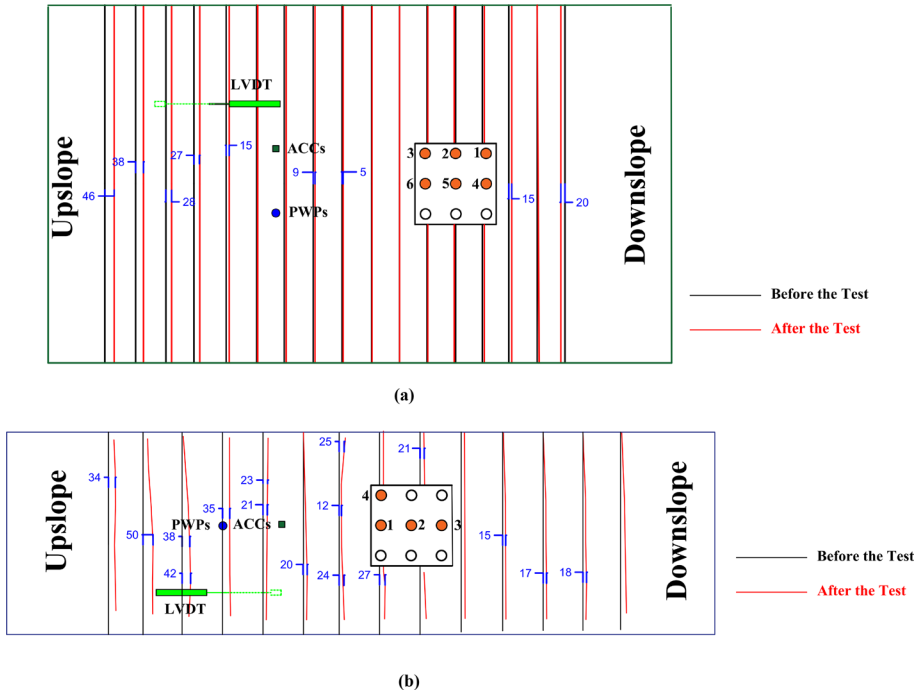 LVDT
Upslope
Downslope
38
27
15
ACCs
9
5
46
28
PWPs
3 2 1
6 5 4
15
20
Before the Test
After the Test
(a)
Upslope
Downslope
34
50
38
42
35
PWPs
ACCs
23
21
20
25
12
24
27
21
4
1 2 3
15
17
18
LVDT
Before the Test
After the Test
(b)